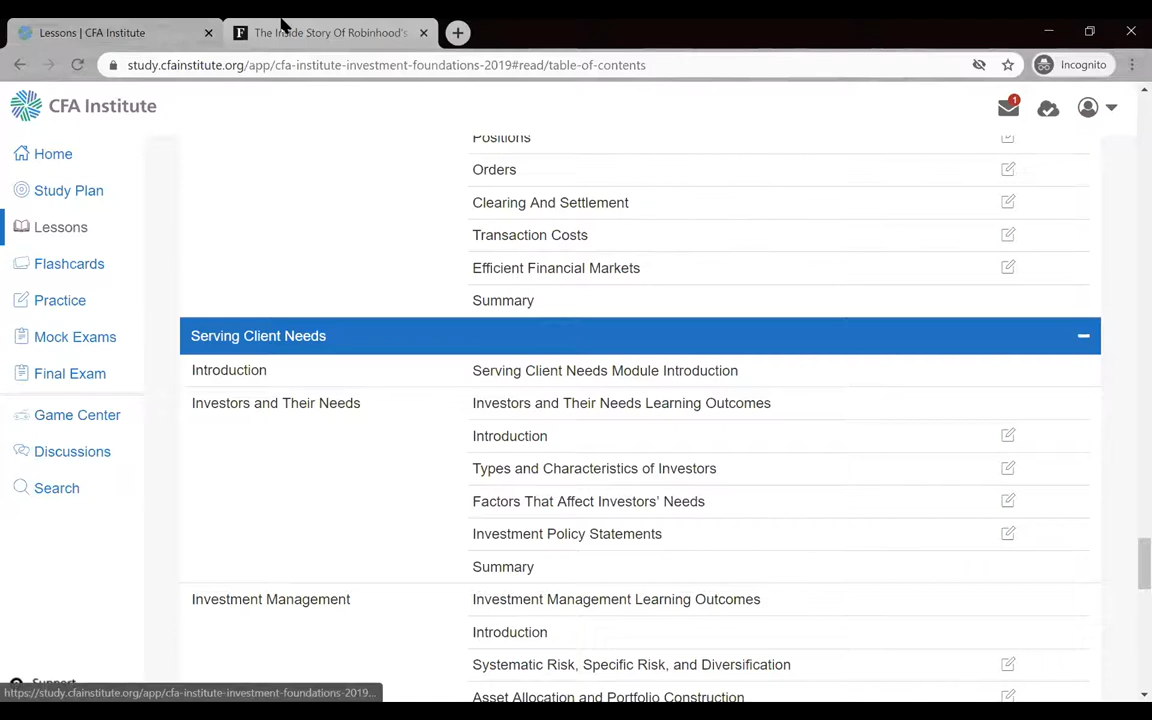 Lessons | CFA Institute
The Inside Story Of Robinhood's
study.cfainstitute.org/app/cfa-institute-investment-foundations-2019#read/table-of-contents
Incognito
CFA Institute
1
Home
Study Plan
Lessons
Flashcards
Practice
Mock Exams
Final Exam
Game Center
Discussions
Search
Support
Positions
Orders
Clearing And Settlement
Transaction Costs
Efficient Financial Markets
Summary
Serving Client Needs
Introduction Serving Client Needs Module Introduction
Investors and Their Needs Investors and Their Needs Learning Outcomes
Introduction
Types and Characteristics of Investors
Factors That Affect Investors' Needs
Investment Policy Statements
Summary
Investment Management Investment Management Learning Outcomes
Introduction
Systematic Risk, Specific Risk, and Diversification
Asset Allocation and Portfolio Construction
https://study.cfainstitute.org/app/cfa-institute-investment-foundations-2019...